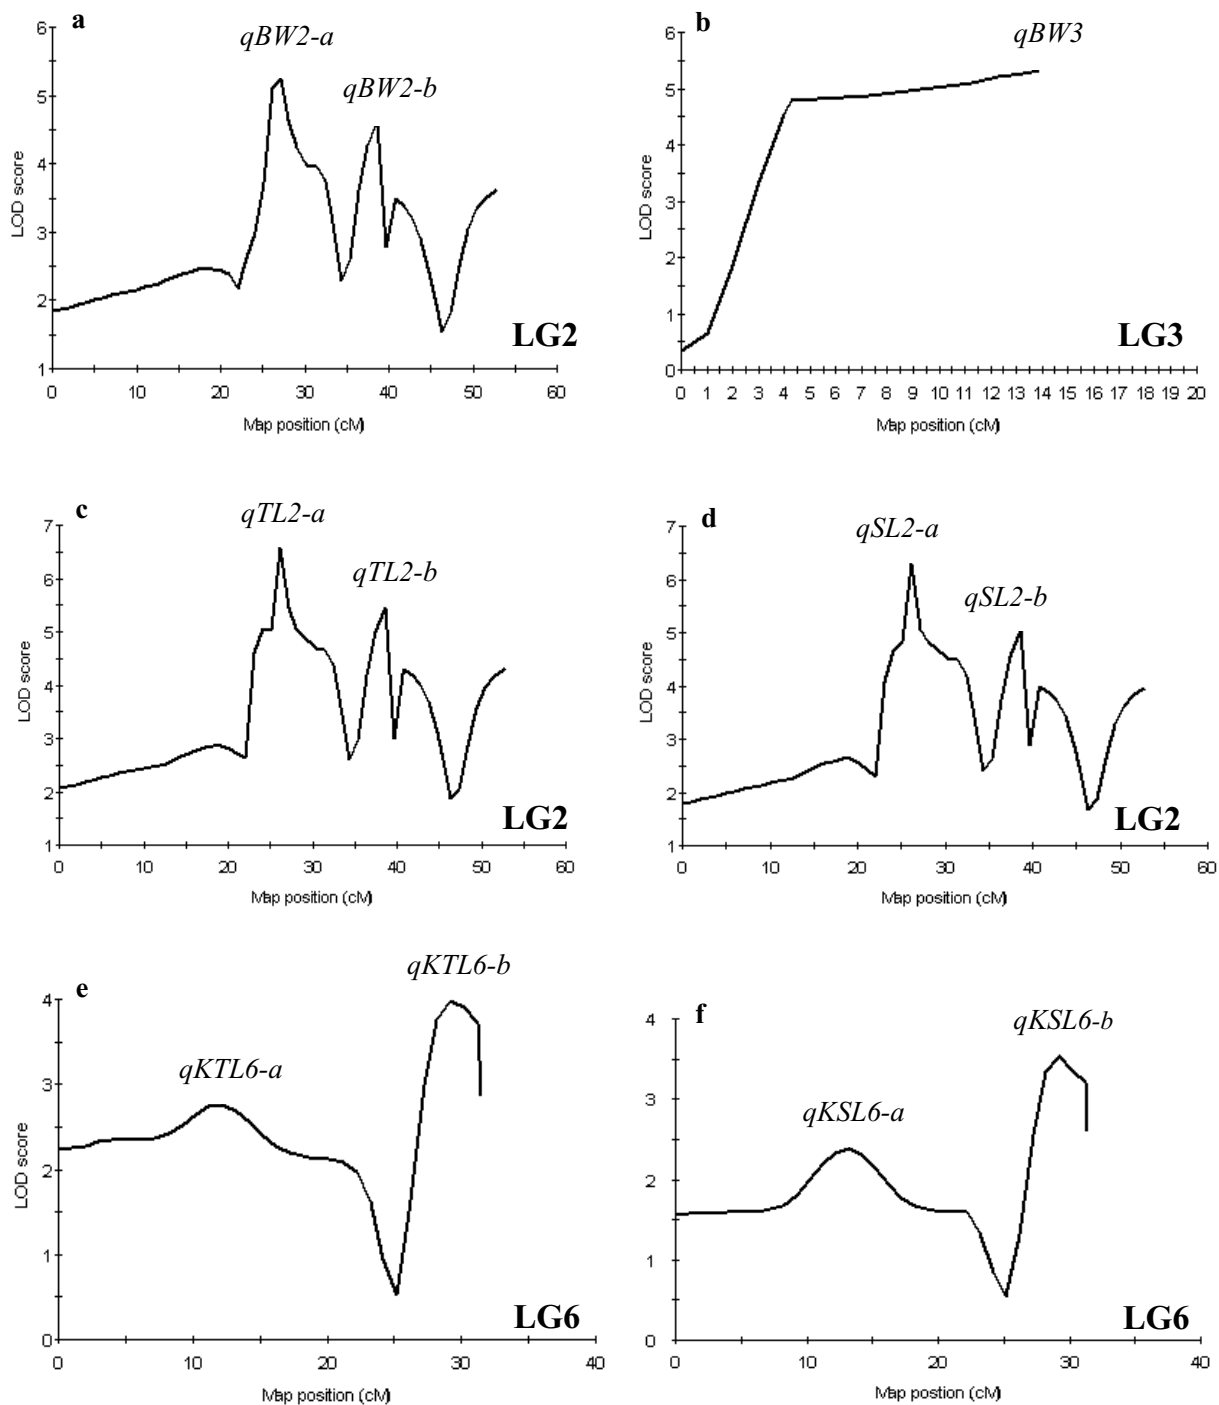 a
qBW2-a
qBW2-b
6
5
4
3
2
1
LOD score
0 10 20 30 40 50 60
Map position (cM)
LG2
b
qBW3
6
5
4
3
2
1
0
LOD score
0 1 2 3 4 5 6 7 8 9 10 11 12 13 14 15 16 17 18 19 20
Map position (cM)
LG3
c
qTL2-a
qTL2-b
7
6
5
4
3
2
1
LOD score
0 10 20 30 40 50 60
Map position (cM)
LG2
d
qSL2-a
qSL2-b
7
6
5
4
3
2
1
LOD score
0 10 20 30 40 50 60
Map position (cM)
LG2
e
qKTL6-a
qKTL6-b
4
3
2
1
0
LOD score
0 10 20 30 40
Map position (cM)
LG6
f
qKSL6-a
qKSL6-b
4
3
2
1
0
0 10 20 30 40
Map position (cM)
LG6